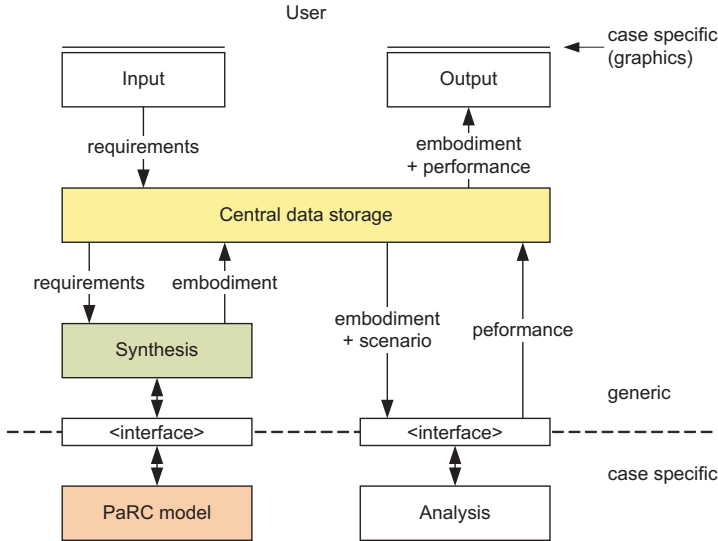 User
case specific
(graphics)
Input
Output
requirements
embodiment
+ performance
Central data storage
requirements
embodiment
embodiment
+ scenario
peformance
Synthesis
generic
<interface>
<interface>
case specific
PaRC model
Analysis